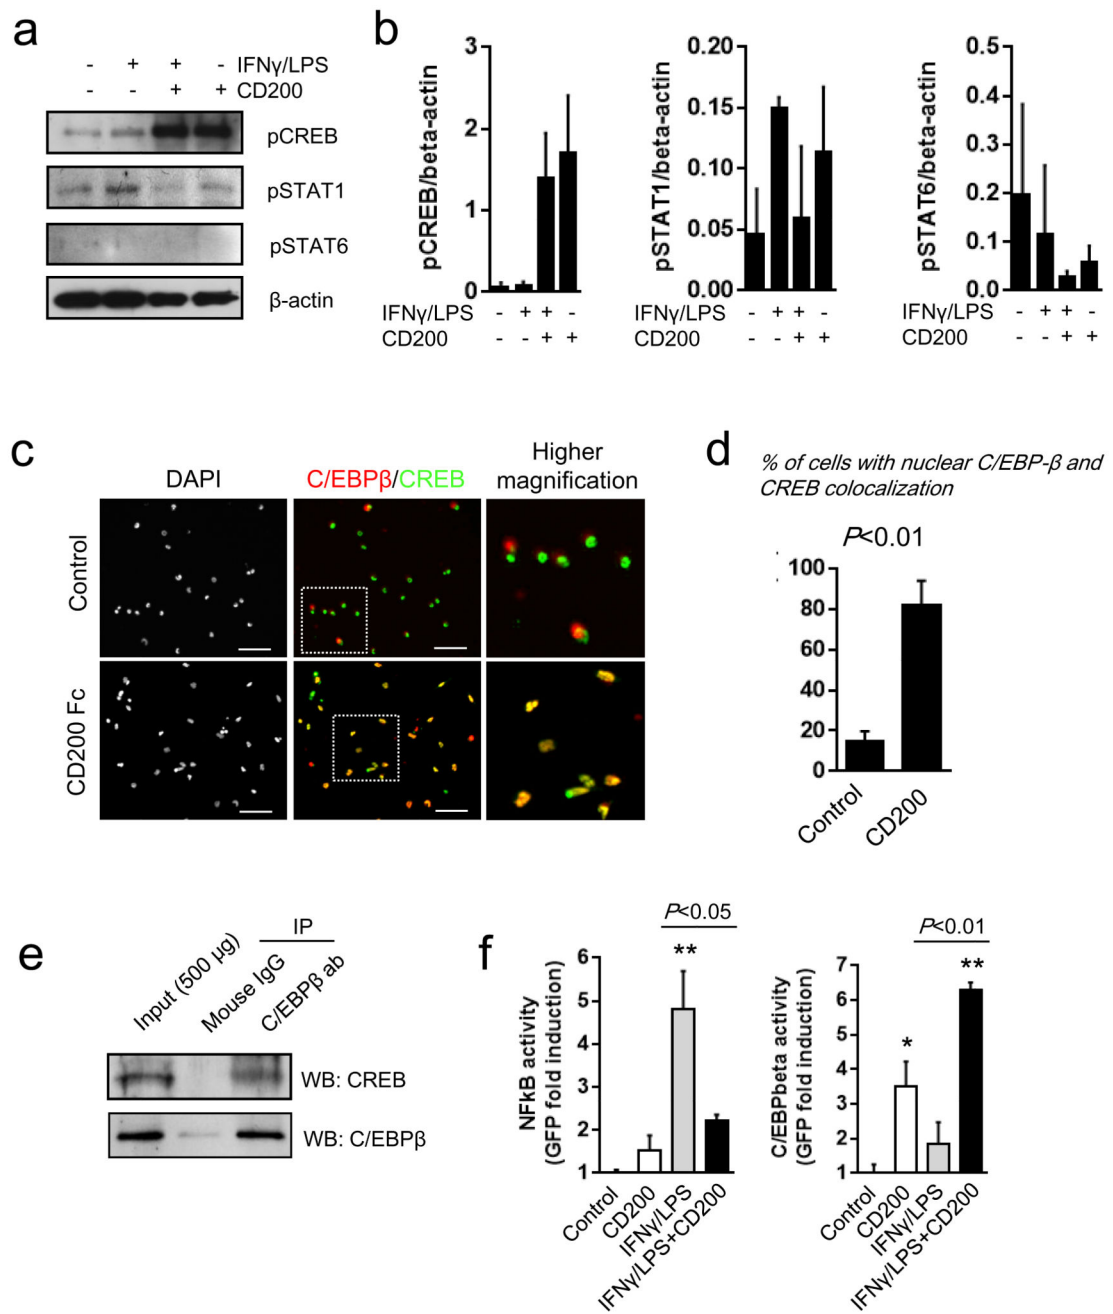 a
- + + - IFNγ/LPS
- - + + CD200
pCREB
pSTAT1
pSTAT6
β-actin
b
pCREB/beta-actin
3
2
1
0
IFNγ/LPS - + + -
CD200 - - + +
pSTAT1/beta-actin
0.20
0.15
0.10
0.05
0.00
IFNγ/LPS - + + -
CD200 - - + +
pSTAT6/beta-actin
0.5
0.4
0.3
0.2
0.1
0.0
IFNγ/LPS - + + -
CD200 - - + +
c
DAPI
C/EBPβ/CREB
Higher
magnification
Control
CD200 Fc
d
% of cells with nuclear C/EBP-β and
CREB colocalization
P<0.01
100
80
60
40
20
0
Control
CD200
e
IP
Input (500 µg)
Mouse IgG
C/EBPβ ab
WB: CREB
WB: C/EBPβ
f
P<0.05
**
NFkB activity
(GFP fold induction)
6
5
4
3
2
1
Control
CD200
IFNγ/LPS
IFNγ/LPS+CD200
P<0.01
**
*
C/EBPbeta activity
(GFP fold induction)
7
6
5
4
3
2
1
Control
CD200
IFNγ/LPS
IFNγ/LPS+CD200